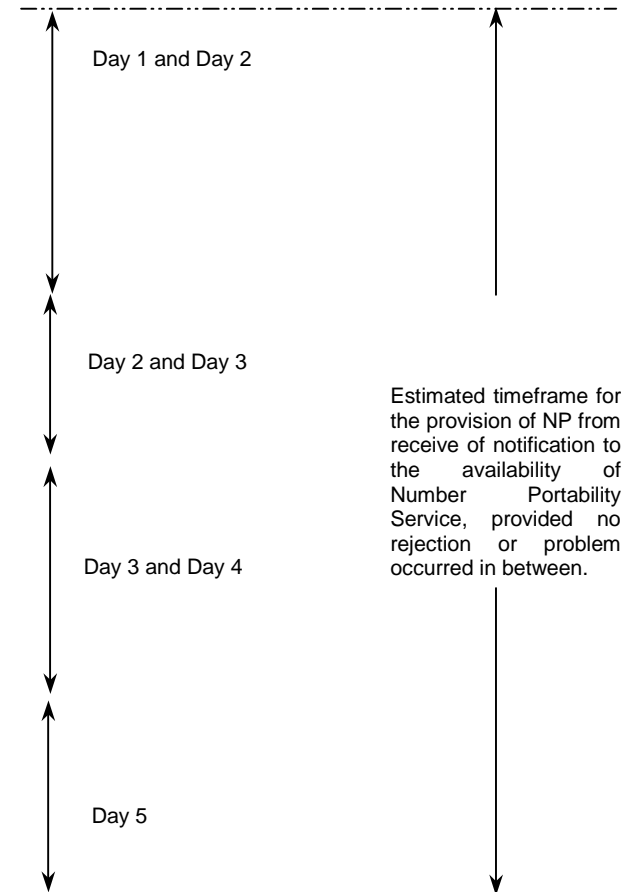 Day 1 and Day 2
Day 2 and Day 3
Estimated timeframe for
the provision of NP from
receive of notification to
the availability of
Number Portability
Service, provided no
rejection or problem
occurred in between.
Day 3 and Day 4
Day 5